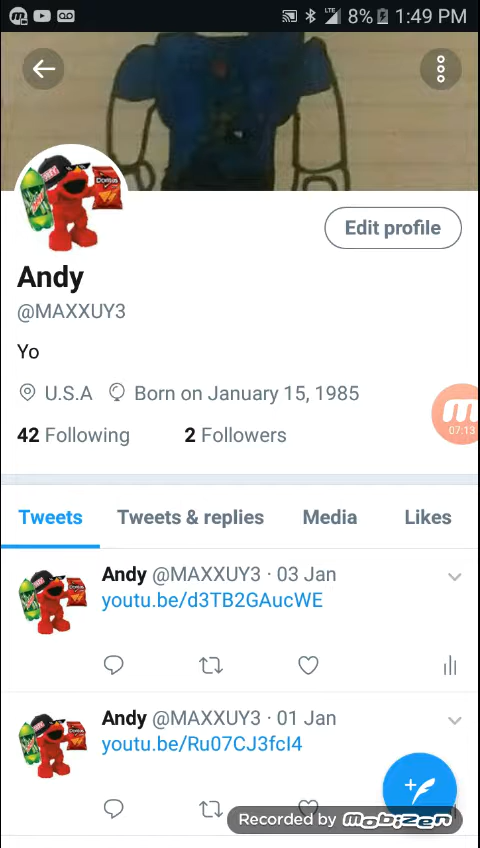 LTE 8% 1:49 PM
Edit profile
Andy
@MAXXUY3
Yo
U.S.A Born on January 15, 1985
07:13
42 Following 2 Followers
Tweets Tweets & replies Media Likes
Andy @MAXXUY3 · 03 Jan
youtu.be/d3TB2GAucWE
Andy @MAXXUY3 · 01 Jan
youtu.be/Ru07CJ3fcI4
Recorded by Mobizen